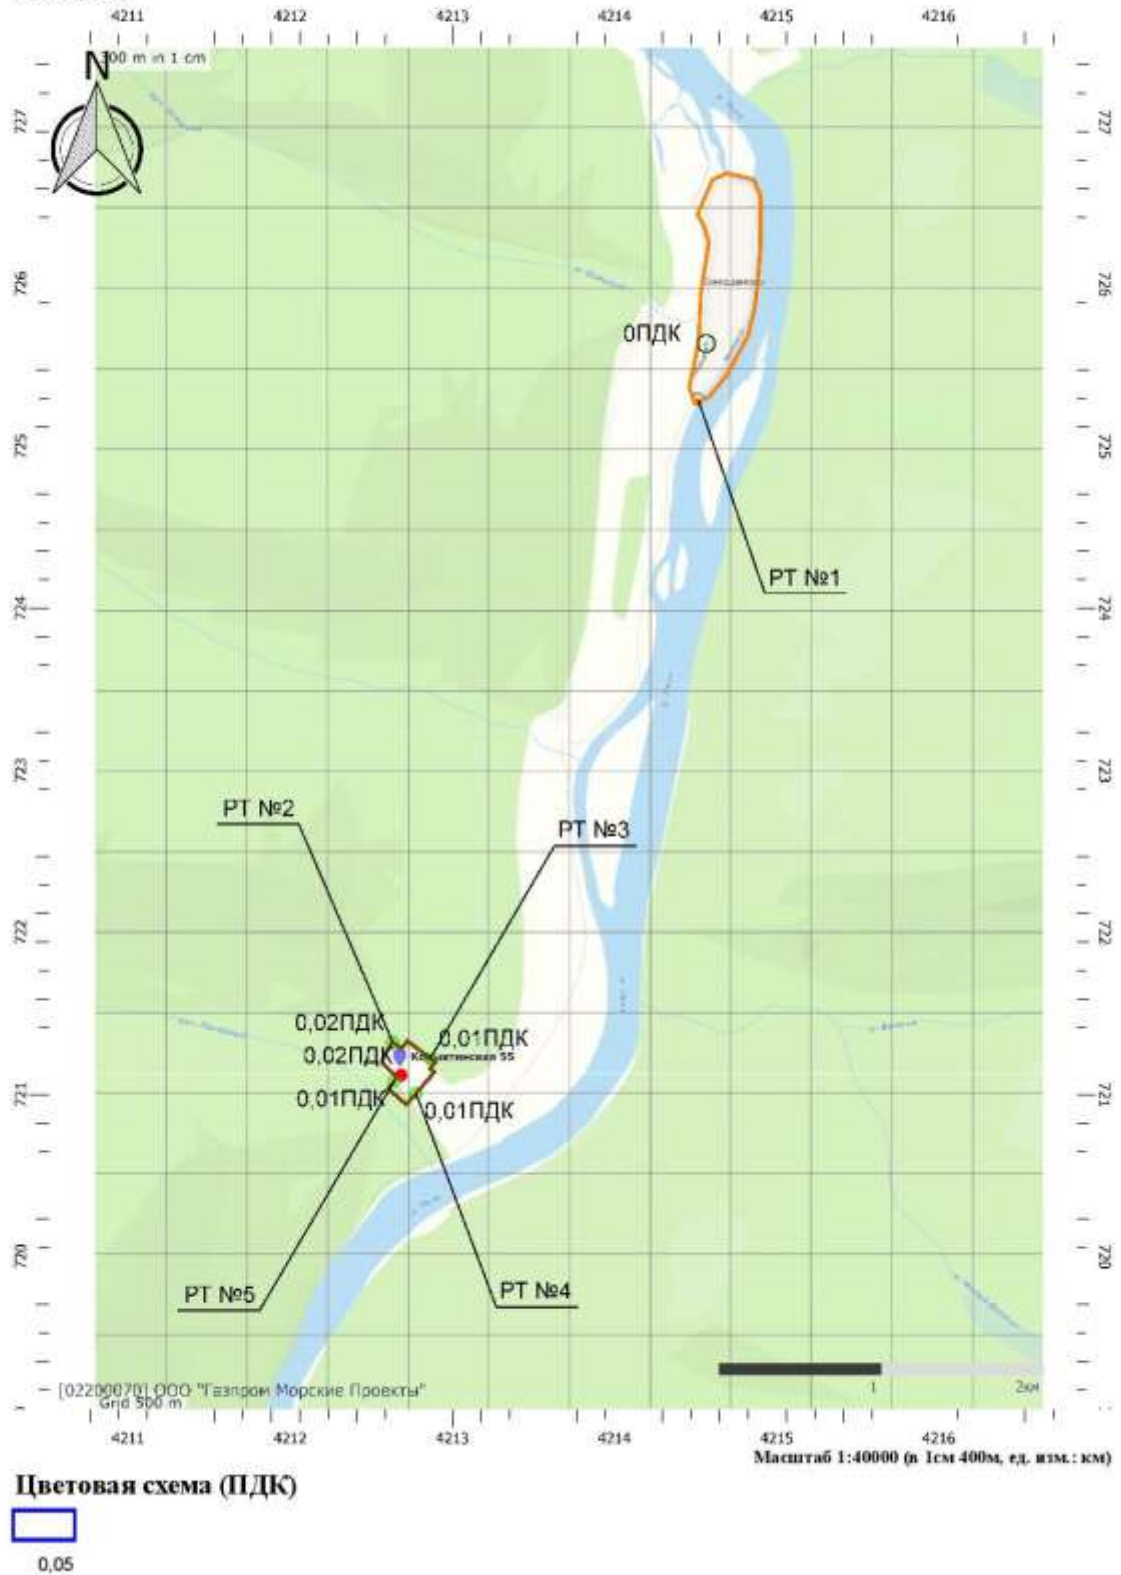 4211 4212 4213 4214 4215 4216
300 m in 1 cm
N
727 727
726 726
0ПДК
725 725
РТ №1
724 724
723 723
РТ №2
РТ №3
722 722
0,02ПДК
0,01ПДК
0,02ПДК
55
0,01ПДК
0,01ПДК
721 721
720 720
РТ №5
РТ №4
[02200070] ООО "Газпром Морские Проекты"
Grid 500 m
1 2км
4211 4212 4213 4214 4215 4216
Масштаб 1:40000 (в 1см 400м, ед. изм.: км)
Цветовая схема (ПДК)
0,05